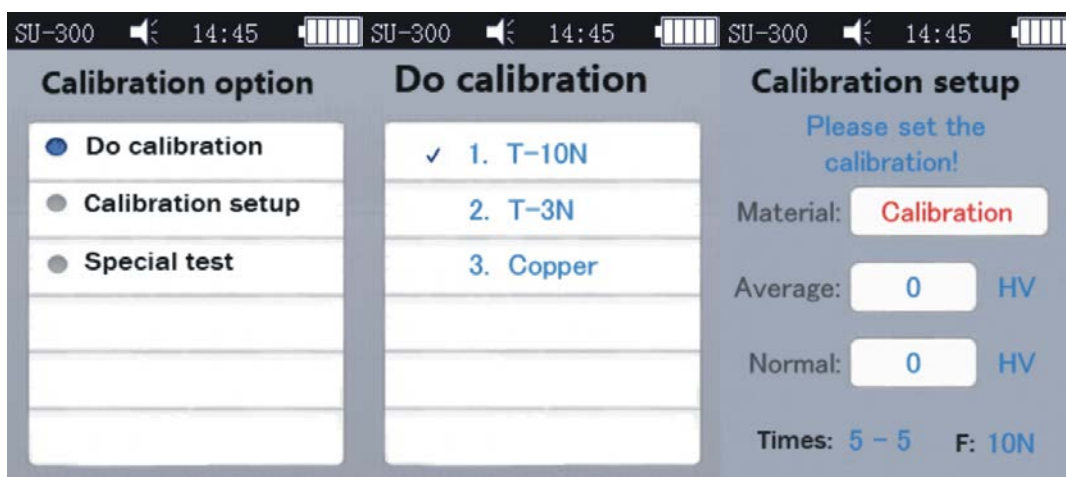 SU-300 14:45
Calibration option
Do calibration
Calibration setup
Special test
SU-300 14:45
Do calibration
✓ 1. T-10N
2. T-3N
3. Copper
SU-300 14:45
Calibration setup
Please set the
calibration!
Material: Calibration
Average: 0 HV
Normal: 0 HV
Times: 5 - 5 F: 10N